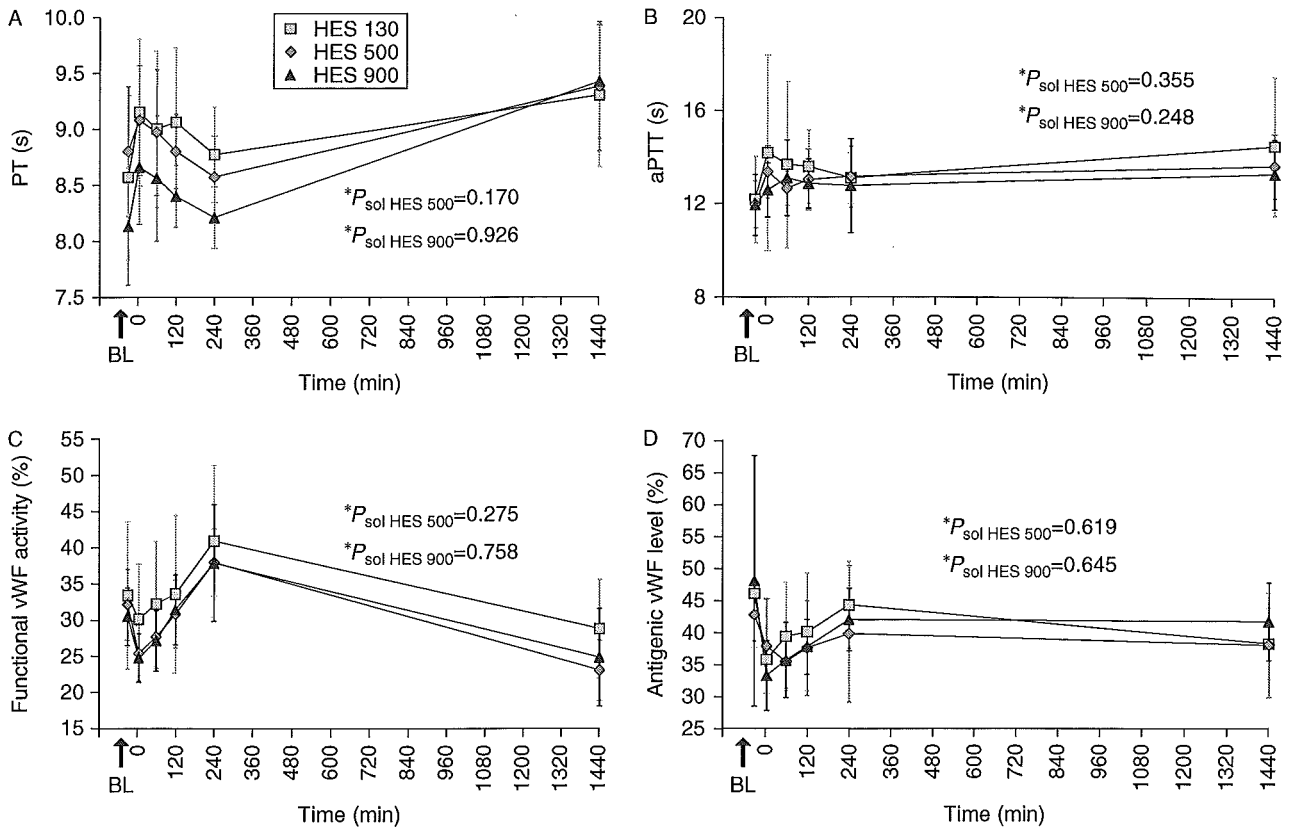 A
PT (s)
10.0
9.5
9.0
8.5
8.0
7.5
HES 130
HES 500
HES 900
*Psol HES 500=0.170
*Psol HES 900=0.926
0 120 240 360 480 600 720 840 960 1080 1200 1320 1440
BL
Time (min)
B
aPTT (s)
20
16
12
8
*Psol HES 500=0.355
*Psol HES 900=0.248
0 120 240 360 480 600 720 840 960 1080 1200 1320 1440
BL
Time (min)
C
Functional vWF activity (%)
55
50
45
40
35
30
25
20
15
*Psol HES 500=0.275
*Psol HES 900=0.758
0 120 240 360 480 600 720 840 960 1080 1200 1320 1440
BL
Time (min)
D
Antigenic vWF level (%)
70
65
60
55
50
45
40
35
30
25
*Psol HES 500=0.619
*Psol HES 900=0.645
0 120 240 360 480 600 720 840 960 1080 1200 1320 1440
BL
Time (min)